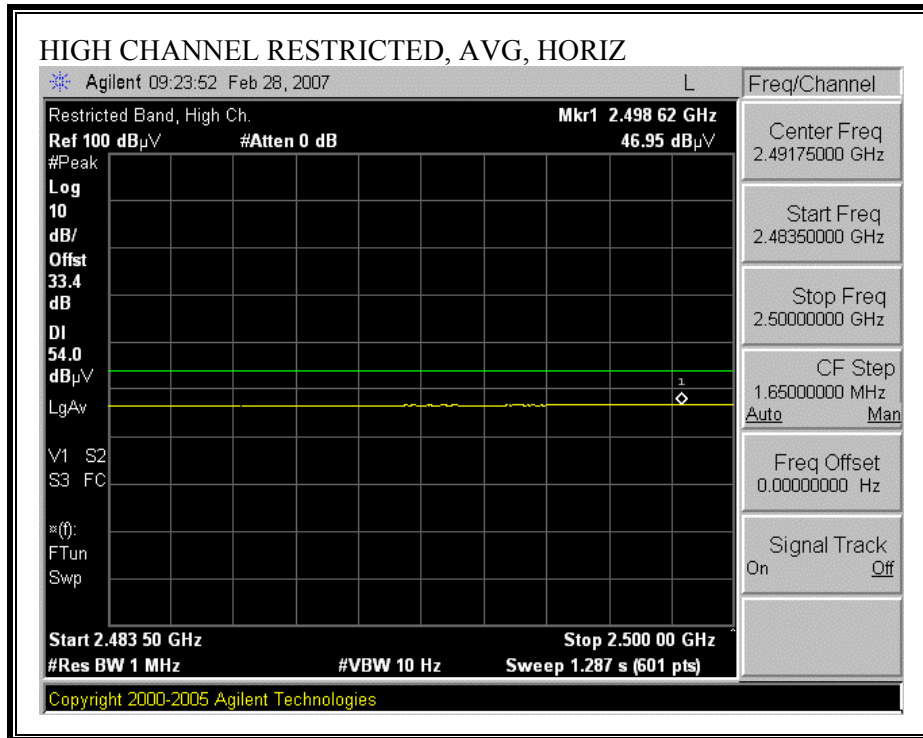 HIGH CHANNEL RESTRICTED, AVG, HORIZ
Agilent 09:23:52 Feb 28, 2007 L
Restricted Band, High Ch. Mkr1 2.498 62 GHz
Ref 100 dBµV #Atten 0 dB 46.95 dBµV
#Peak
Log
10
dB/
Offst
33.4
dB
DI
54.0
dBµV
LgAv
1
V1 S2
S3 FC
¤(f):
FTun
Swp
Start 2.483 50 GHz Stop 2.500 00 GHz ^
#Res BW 1 MHz #VBW 10 Hz Sweep 1.287 s (601 pts)
Copyright 2000-2005 Agilent Technologies
Freq/Channel
Center Freq
2.49175000 GHz
Start Freq
2.48350000 GHz
Stop Freq
2.50000000 GHz
CF Step
1.65000000 MHz
Auto Man
Freq Offset
0.00000000 Hz
Signal Track
On Off